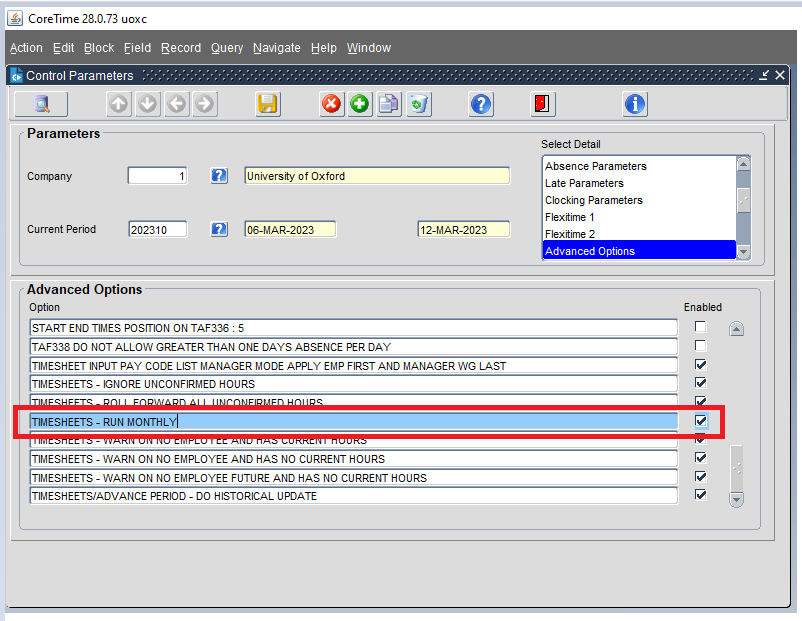 CoreTime 28.0.73 uoxc
Action Edit Block Field Record Query Navigate Help Window
Control Parameters
Parameters
Select Detail
Company 1 University of Oxford
Current Period 202310 06-MAR-2023 12-MAR-2023
Absence Parameters
Late Parameters
Clocking Parameters
Flexitime 1
Flexitime 2
Advanced Options
Advanced Options
Option Enabled
START END TIMES POSITION ON TAF336 : 5
TAF338 DO NOT ALLOW GREATER THAN ONE DAYS ABSENCE PER DAY
TIMESHEET INPUT PAY CODE LIST MANAGER MODE APPLY EMP FIRST AND MANAGER WG LAST
TIMESHEETS - IGNORE UNCONFIRMED HOURS
TIMESHEETS - ROLL FORWARD ALL UNCONFIRMED HOURS
TIMESHEETS - RUN MONTHLY
TIMESHEETS - WARN ON NO EMPLOYEE AND HAS CURRENT HOURS
TIMESHEETS - WARN ON NO EMPLOYEE AND HAS NO CURRENT HOURS
TIMESHEETS - WARN ON NO EMPLOYEE FUTURE AND HAS NO CURRENT HOURS
TIMESHEETS/ADVANCE PERIOD - DO HISTORICAL UPDATE